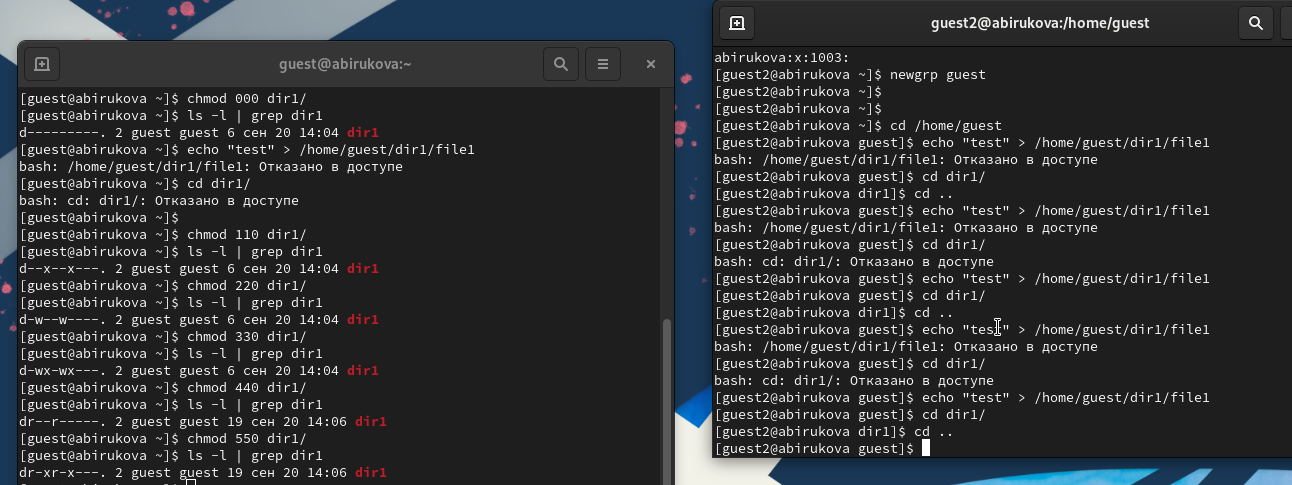 guest@abirukova:~
[guest@abirukova ~]$ chmod 000 dir1/
[guest@abirukova ~]$ ls -l | grep dir1
d---------. 2 guest guest 6 сен 20 14:04 dir1
[guest@abirukova ~]$ echo "test" > /home/guest/dir1/file1
bash: /home/guest/dir1/file1: Отказано в доступе
[guest@abirukova ~]$ cd dir1/
bash: cd: dir1/: Отказано в доступе
[guest@abirukova ~]$
[guest@abirukova ~]$ chmod 110 dir1/
[guest@abirukova ~]$ ls -l | grep dir1
d--x--x---. 2 guest guest 6 сен 20 14:04 dir1
[guest@abirukova ~]$ chmod 220 dir1/
[guest@abirukova ~]$ ls -l | grep dir1
d-w--w----. 2 guest guest 6 сен 20 14:04 dir1
[guest@abirukova ~]$ chmod 330 dir1/
[guest@abirukova ~]$ ls -l | grep dir1
d-wx-wx---. 2 guest guest 6 сен 20 14:04 dir1
[guest@abirukova ~]$ chmod 440 dir1/
[guest@abirukova ~]$ ls -l | grep dir1
dr--r-----. 2 guest guest 19 сен 20 14:06 dir1
[guest@abirukova ~]$ chmod 550 dir1/
[guest@abirukova ~]$ ls -l | grep dir1
dr-xr-x---. 2 guest guest 19 сен 20 14:06 dir1
guest2@abirukova:/home/guest
abirukova:x:1003:
[guest2@abirukova ~]$ newgrp guest
[guest2@abirukova ~]$
[guest2@abirukova ~]$
[guest2@abirukova ~]$ cd /home/guest
[guest2@abirukova guest]$ echo "test" > /home/guest/dir1/file1
bash: /home/guest/dir1/file1: Отказано в доступе
[guest2@abirukova guest]$ cd dir1/
[guest2@abirukova dir1]$ cd ..
[guest2@abirukova guest]$ echo "test" > /home/guest/dir1/file1
bash: /home/guest/dir1/file1: Отказано в доступе
[guest2@abirukova guest]$ cd dir1/
bash: cd: dir1/: Отказано в доступе
[guest2@abirukova guest]$ echo "test" > /home/guest/dir1/file1
[guest2@abirukova guest]$ cd dir1/
[guest2@abirukova dir1]$ cd ..
[guest2@abirukova guest]$ echo "test" > /home/guest/dir1/file1
bash: /home/guest/dir1/file1: Отказано в доступе
[guest2@abirukova guest]$ cd dir1/
bash: cd: dir1/: Отказано в доступе
[guest2@abirukova guest]$ echo "test" > /home/guest/dir1/file1
[guest2@abirukova guest]$ cd dir1/
[guest2@abirukova dir1]$ cd ..
[guest2@abirukova guest]$